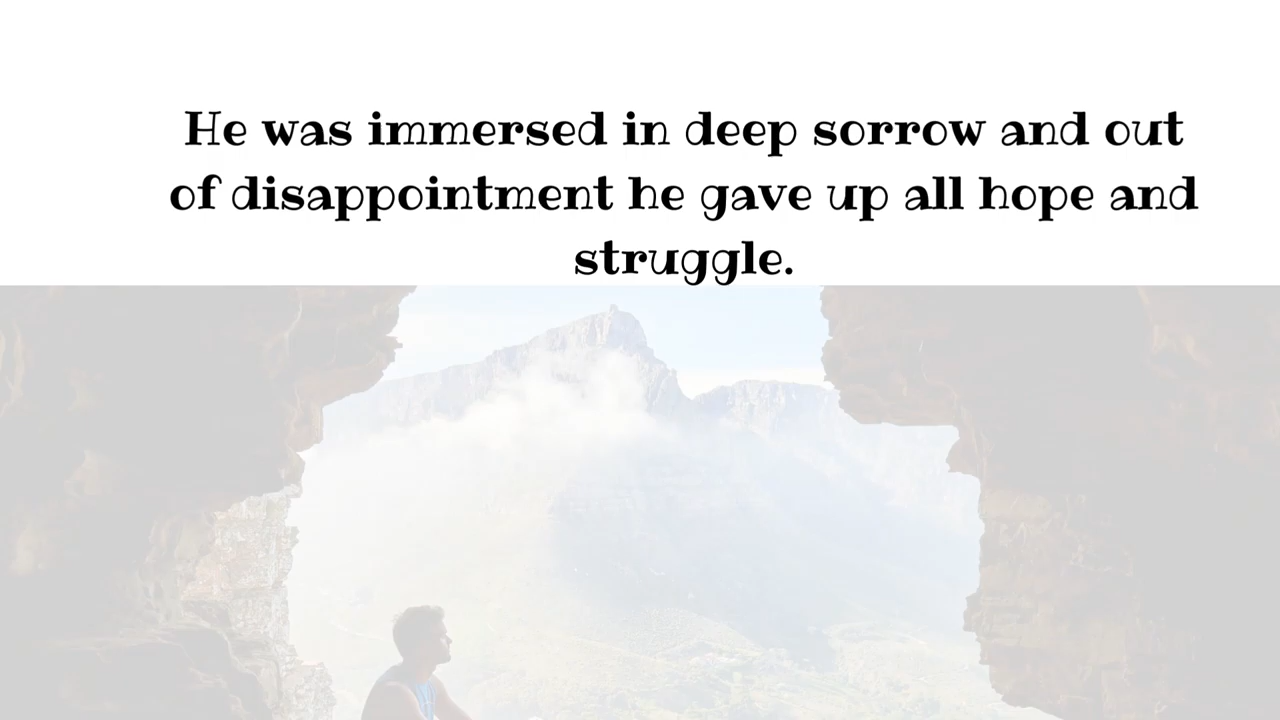 He was immersed in deep sorrow and out
of disappointment he gave up all hope and
struggle.